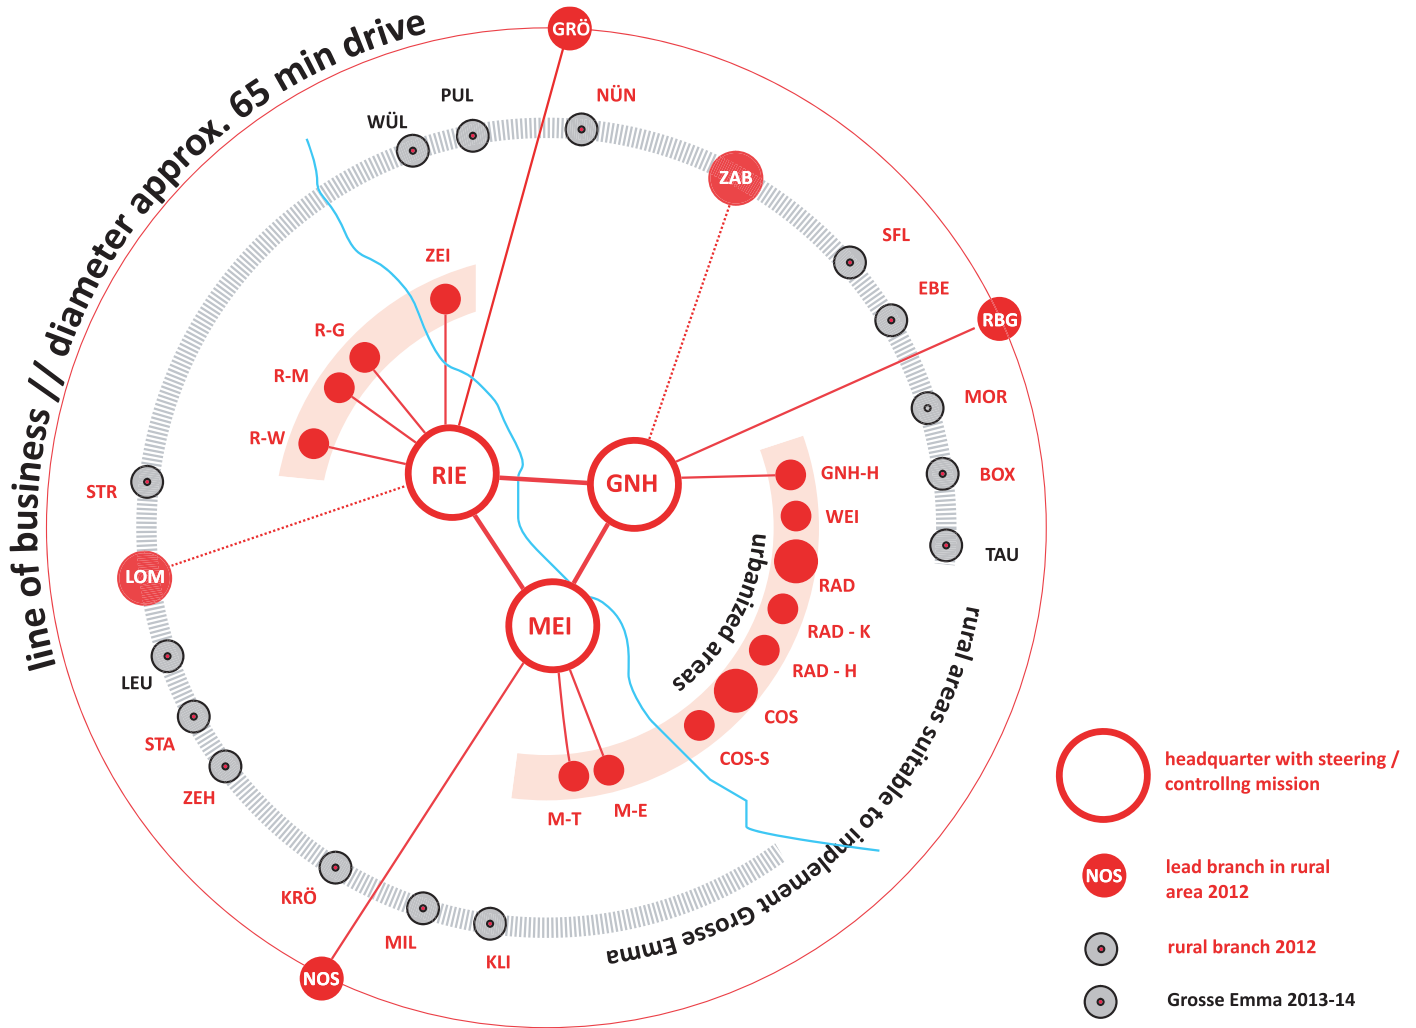 line of business // diameter approx. 65 min drive
GRÖ
PUL
WÜL
NÜN
ZAB
SFL
EBE
RBG
ZEI
R-G
R-M
R-W
MOR
BOX
TAU
STR
RIE
GNH
GNH-H
WEI
RAD
RAD - K
RAD - H
COS
COS-S
urbanized areas
rural areas suitable to implement Grosse Emma
LOM
MEI
LEU
STA
ZEH
M-T
M-E
KRÖ
MIL
KLI
NOS
headquarter with steering /
controllng mission
NOS
lead branch in rural
area 2012
rural branch 2012
Grosse Emma 2013-14